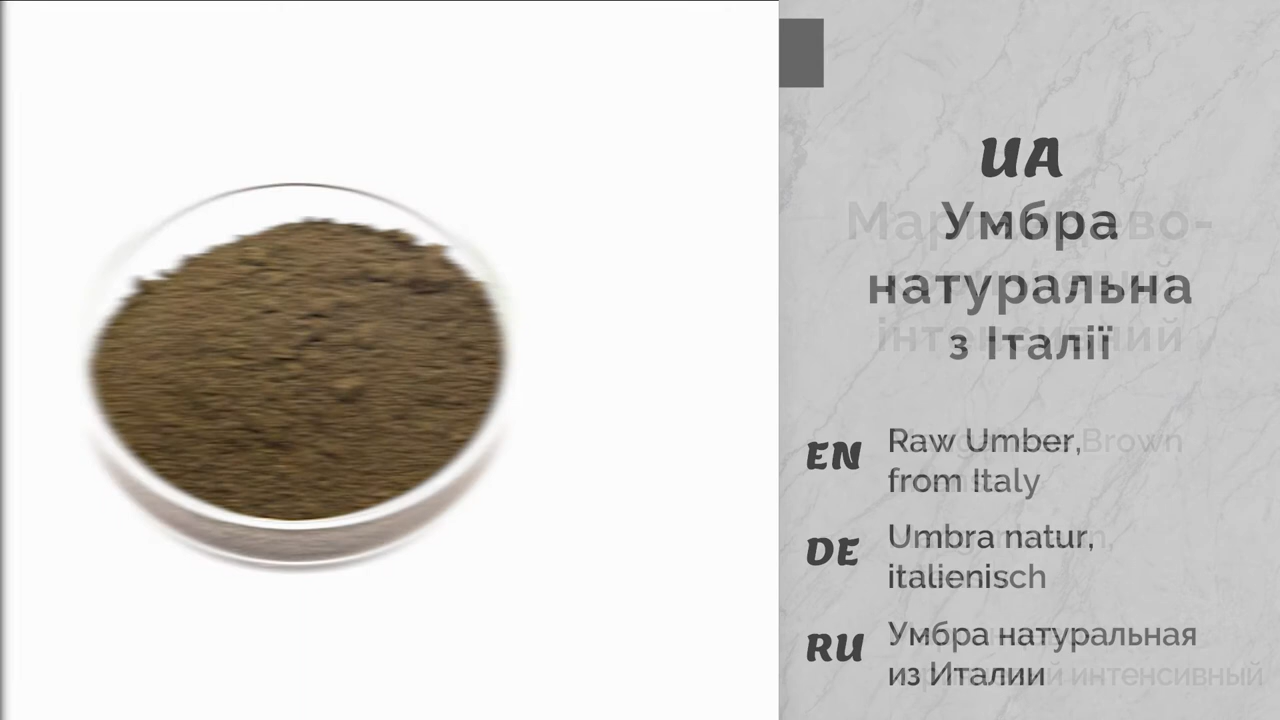 UA
Умбра
натуральна
з Італії
EN
Raw Umber,
from Italy
DE
Umbra natur,
italienisch
RU
Умбра натуральная
из Италии